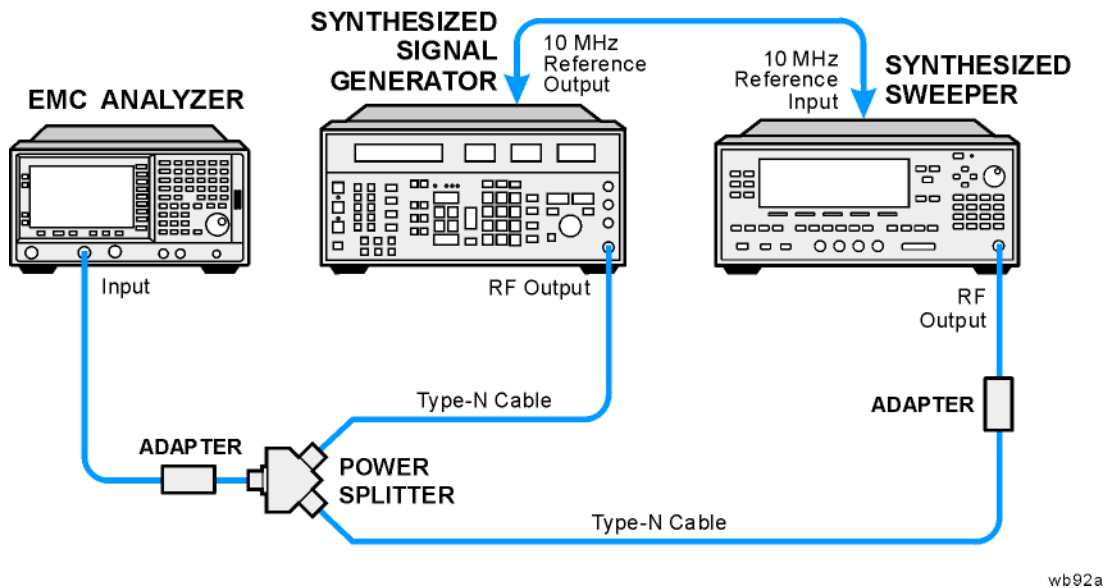 SYNTHESIZED
SIGNAL
GENERATOR
10 MHz
Reference
Output
10 MHz
Reference
Input
SYNTHESIZED
SWEEPER
EMC ANALYZER
Input
RF Output
RF
Output
Type-N Cable
ADAPTER
ADAPTER
POWER
SPLITTER
Type-N Cable
wb92a